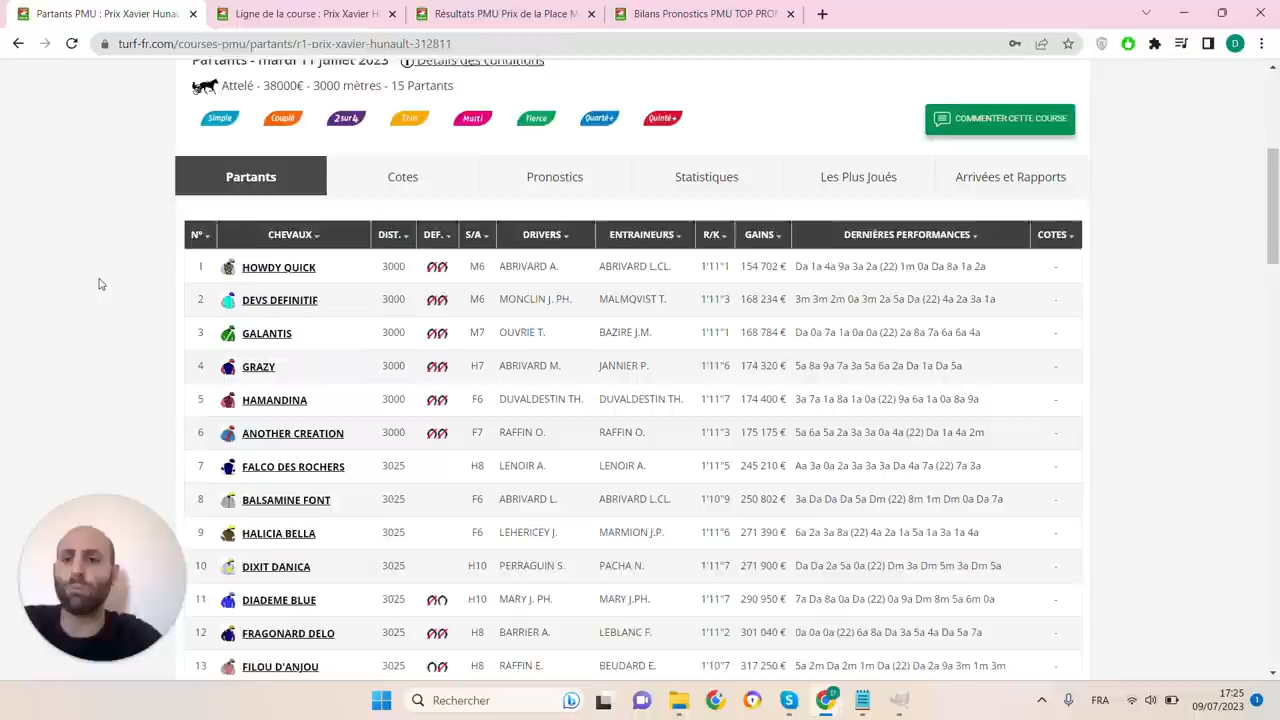 Partants PMU : Prix Xavier Huna
Ligne de course : Prix Xavier H
Résultats PMU Prix de la Place M
Bilans Pronostics PMU TOP PRO
turf-fr.com/courses-pmu/partants/r1-prix-xavier-hunault-312811
D
Partants - mardi 11 juillet 2023 Détails des conditions
Attelé - 38000€ - 3000 mètres - 15 Partants
Simple Couplé 2sur4 Trio Multi Tiercé Quarté+ Quinté+
COMMENTER CETTE COURSE
Partants Cotes Pronostics Statistiques Les Plus Joués Arrivées et Rapports
N° CHEVAUX DIST. DEF. S/A DRIVERS ENTRAINEURS R/K GAINS DERNIÈRES PERFORMANCES COTES
1 HOWDY QUICK 3000 M6 ABRIVARD A. ABRIVARD L.CL. 1'11"1 154 702 € Da 1a 4a 9a 3a 2a (22) 1m 0a Da 8a 1a 2a -
2 DEVS DEFINITIF 3000 M6 MONCLIN J. PH. MALMQVIST T. 1'11"3 168 234 € 3m 3m 2m 0a 3m 2a 5a Da (22) 4a 2a 3a 1a -
3 GALANTIS 3000 M7 OUVRIE T. BAZIRE J.M. 1'11"1 168 784 € Da 0a 7a 1a 0a 0a (22) 2a 8a 7a 6a 6a 4a -
4 GRAZY 3000 H7 ABRIVARD M. JANNIER P. 1'11"6 174 320 € 5a 8a 9a 7a 3a 5a 6a 2a Da 1a Da 5a -
5 HAMANDINA 3000 F6 DUVALDESTIN TH. DUVALDESTIN TH. 1'11"7 174 400 € 3a 7a 1a 8a 1a 0a (22) 9a 6a 1a 0a 8a 9a -
6 ANOTHER CREATION 3000 F7 RAFFIN O. RAFFIN O. 1'11"3 175 175 € 5a 6a 5a 2a 3a 3a 0a 4a (22) Da 1a 4a 2m -
7 FALCO DES ROCHERS 3025 H8 LENOIR A. LENOIR A. 1'11"5 245 210 € Aa 3a 0a 2a 3a 3a 3a Da 4a 7a (22) 7a 3a -
8 BALSAMINE FONT 3025 F6 ABRIVARD L. ABRIVARD L.CL. 1'10"9 250 802 € 3a Da Da Da 5a Dm (22) 8m 1m Dm 0a Da 7a -
9 HALICIA BELLA 3025 F6 LEHERICEY J. MARMION J.P. 1'11"6 271 390 € 6a 2a 3a 8a (22) 4a 2a 1a 5a 1a 3a 1a 4a -
10 DIXIT DANICA 3025 H10 PERRAGUIN S. PACHA N. 1'11"7 271 900 € Da Da 2a 5a 0a (22) Dm 3a Dm 5m 3a Dm 5a -
11 DIADEME BLUE 3025 H10 MARY J. PH. MARY J.PH. 1'11"7 290 950 € 7a Da 8a 0a Da (22) 0a 9a Dm 8m 5a 6m 0a -
12 FRAGONARD DELO 3025 H8 BARRIER A. LEBLANC F. 1'11"2 301 040 € 0a 0a 0a (22) 6a 8a Da 3a 5a 4a Da 5a 7a -
13 FILOU D'ANJOU 3025 H8 RAFFIN E. BEUDARD E. 1'10"7 317 250 € 5a 2m Da 2m 1m Da (22) Da 2a 9a 3m 1m 3m -
Rechercher
FRA
17:25
09/07/2023